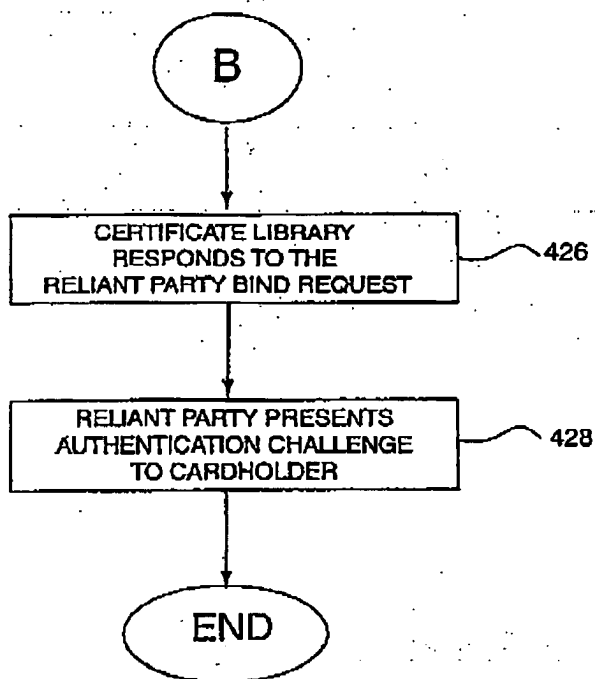 B
CERTIFICATE LIBRARY
RESPONDS TO THE
RELIANT PARTY BIND REQUEST
426
RELIANT PARTY PRESENTS
AUTHENTICATION CHALLENGE
TO CARDHOLDER
428
END